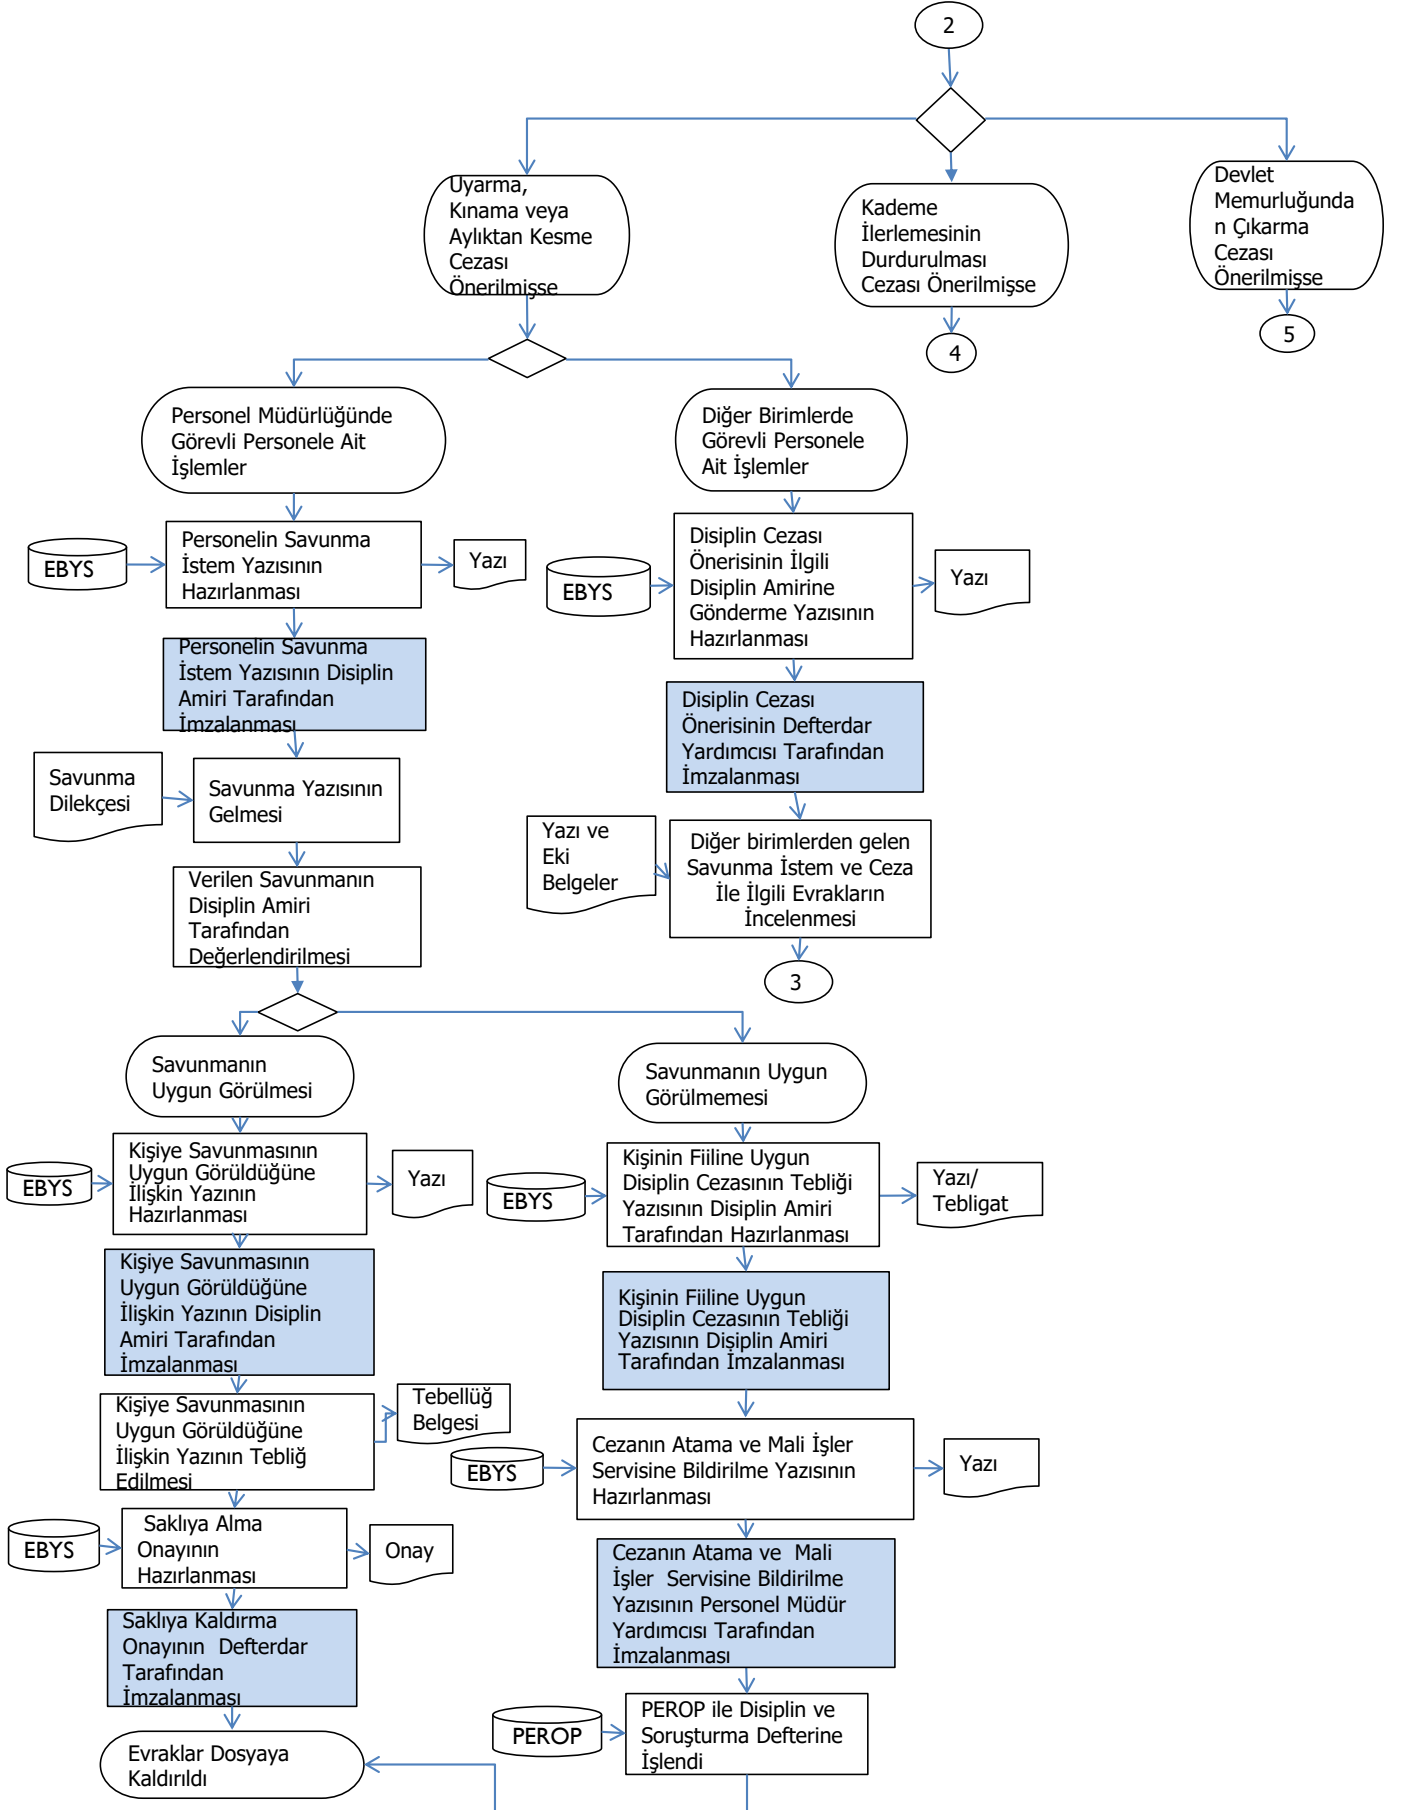 2
Uyarma,
Kınama veya
Aylıktan Kesme
Cezası
Önerilmişse
Kademe
İlerlemesinin
Durdurulması
Cezası Önerilmişse
Devlet
Memurluğunda
n Çıkarma
Cezası
Önerilmişse
4
5
Personel Müdürlüğünde
Görevli Personele Ait
İşlemler
Diğer Birimlerde
Görevli Personele
Ait İşlemler
EBYS
Personelin Savunma
İstem Yazısının
Hazırlanması
Yazı
EBYS
Disiplin Cezası
Önerisinin İlgili
Disiplin Amirine
Gönderme Yazısının
Hazırlanması
Yazı
Personelin Savunma
İstem Yazısının Disiplin
Amiri Tarafından
İmzalanması
Disiplin Cezası
Önerisinin Defterdar
Yardımcısı Tarafından
İmzalanması
Savunma
Dilekçesi
Savunma Yazısının
Gelmesi
Yazı ve
Eki
Belgeler
Diğer birimlerden gelen
Savunma İstem ve Ceza
İle İlgili Evrakların
İncelenmesi
Verilen Savunmanın
Disiplin Amiri
Tarafından
Değerlendirilmesi
3
Savunmanın
Uygun Görülmesi
Savunmanın Uygun
Görülmemesi
EBYS
Kişiye Savunmasının
Uygun Görüldüğüne
İlişkin Yazının
Hazırlanması
Yazı
EBYS
Kişinin Fiiline Uygun
Disiplin Cezasının Tebliği
Yazısının Disiplin Amiri
Tarafından Hazırlanması
Yazı/
Tebligat
Kişiye Savunmasının
Uygun Görüldüğüne
İlişkin Yazının Disiplin
Amiri Tarafından
İmzalanması
Kişinin Fiiline Uygun
Disiplin Cezasının Tebliği
Yazısının Disiplin Amiri
Tarafından İmzalanması
Kişiye Savunmasının
Uygun Görüldüğüne
İlişkin Yazının Tebliğ
Edilmesi
Tebellüğ
Belgesi
EBYS
Cezanın Atama ve Mali İşler
Servisine Bildirilme Yazısının
Hazırlanması
Yazı
EBYS
Saklıya Alma
Onayının
Hazırlanması
Onay
Cezanın Atama ve Mali
İşler Servisine Bildirilme
Yazısının Personel Müdür
Yardımcısı Tarafından
İmzalanması
Saklıya Kaldırma
Onayının Defterdar
Tarafından
İmzalanması
PEROP
PEROP ile Disiplin ve
Soruşturma Defterine
İşlendi
Evraklar Dosyaya
Kaldırıldı